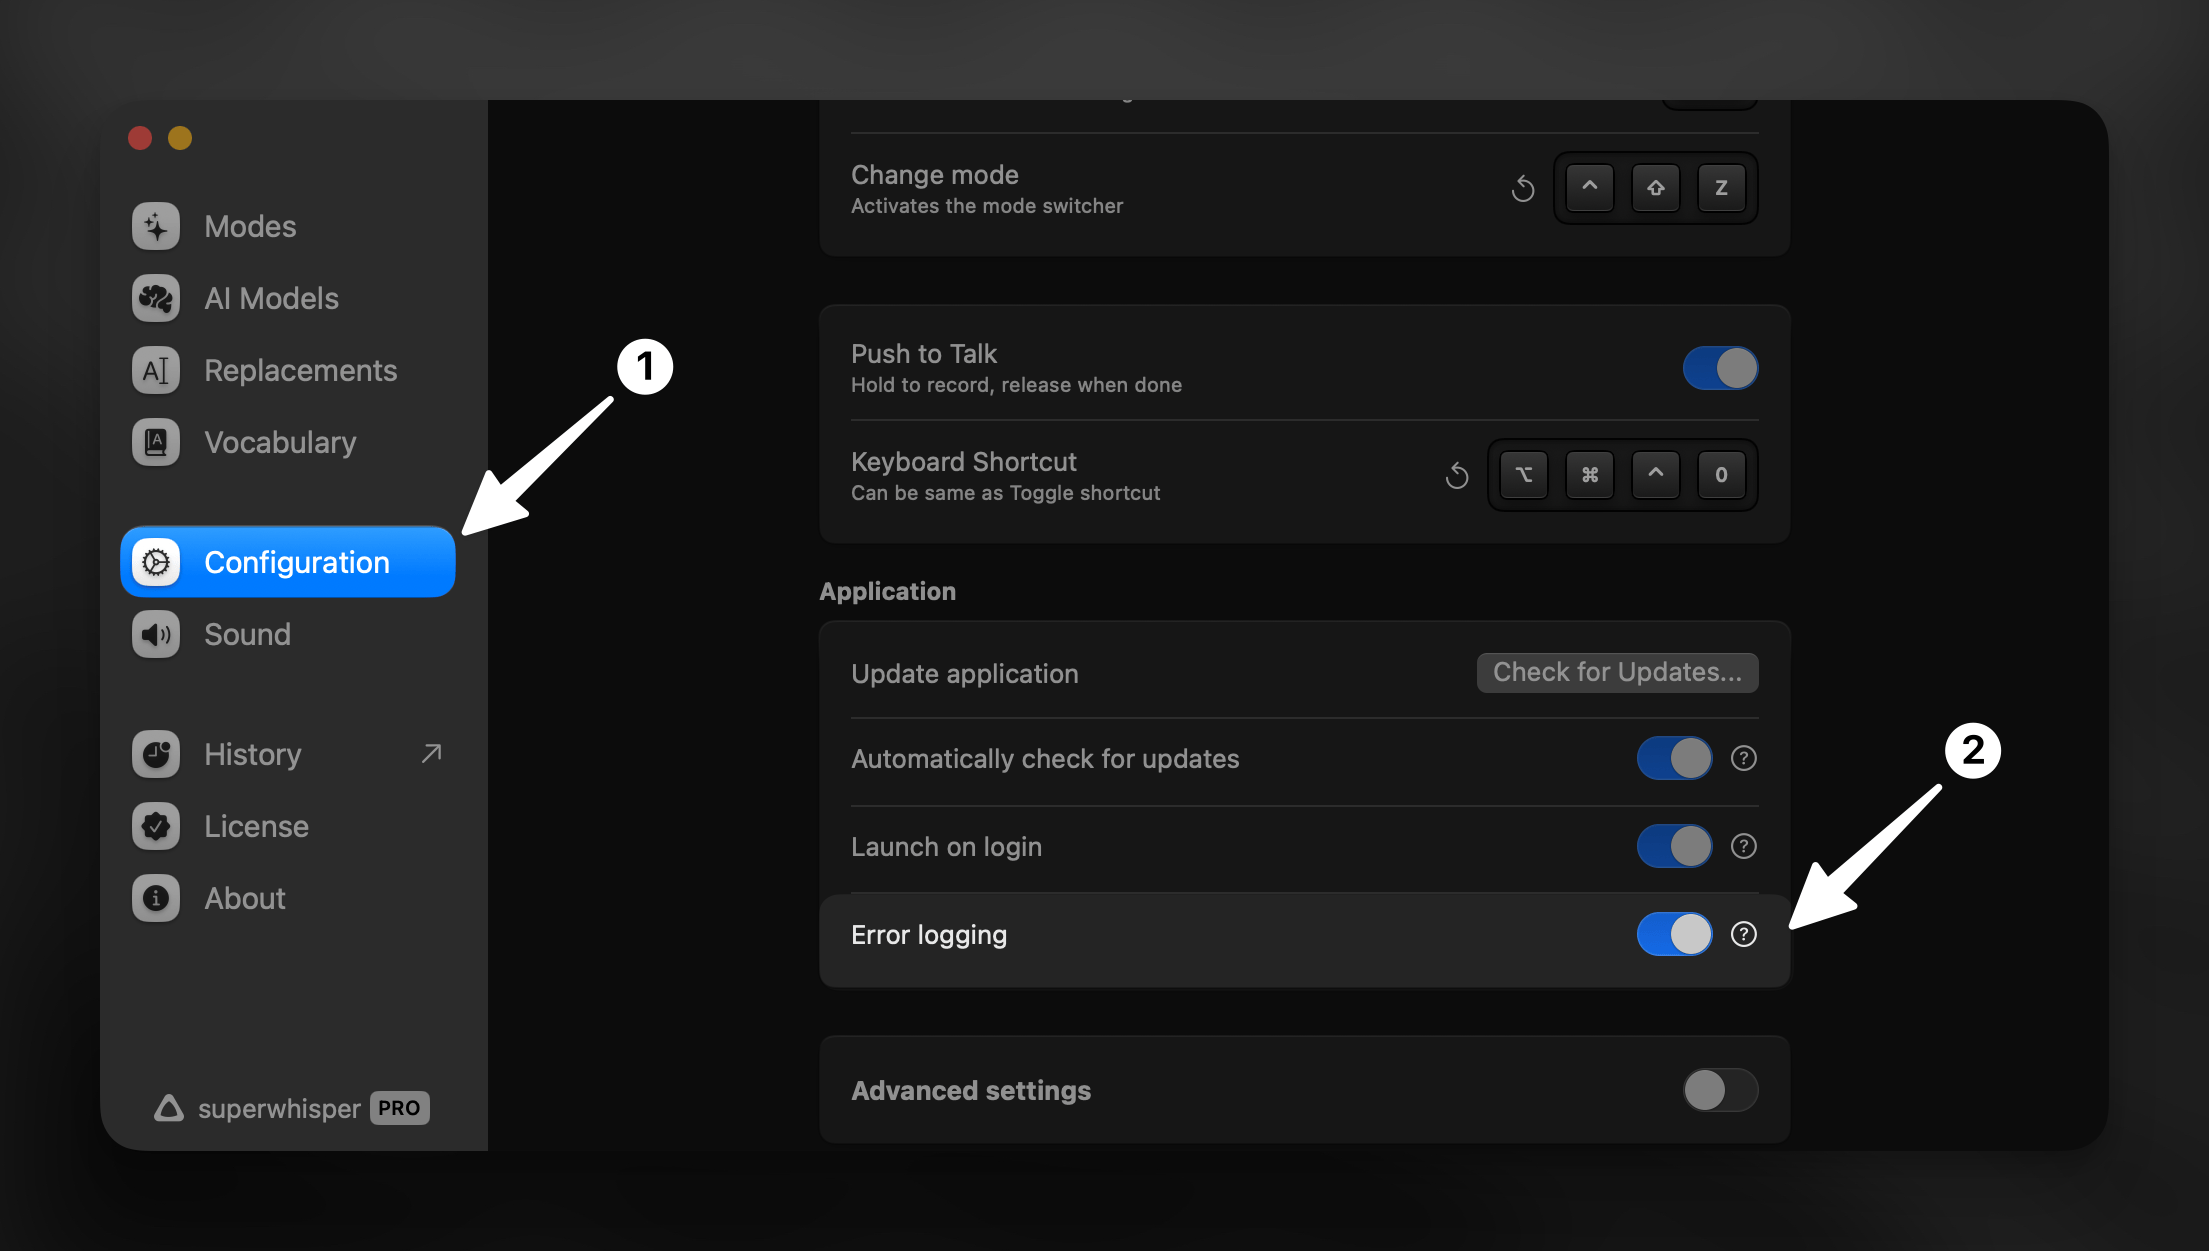 Modes
AI Models
Replacements
Vocabulary
Configuration
Sound
History
License
About
superwhisper PRO
1
Change mode
Activates the mode switcher
^ ⇧ Z
Push to Talk
Hold to record, release when done
Keyboard Shortcut
Can be same as Toggle shortcut
⌥ ⌘ ^ 0
Application
Update application
Check for Updates...
Automatically check for updates
?
Launch on login
?
Error logging
?
2
Advanced settings